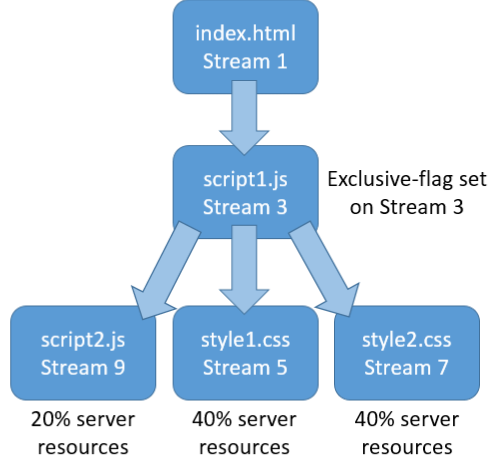 index.html
Stream 1
script1.js
Stream 3
Exclusive-flag set
on Stream 3
script2.js
Stream 9
style1.css
Stream 5
style2.css
Stream 7
20% server
resources
40% server
resources
40% server
resources